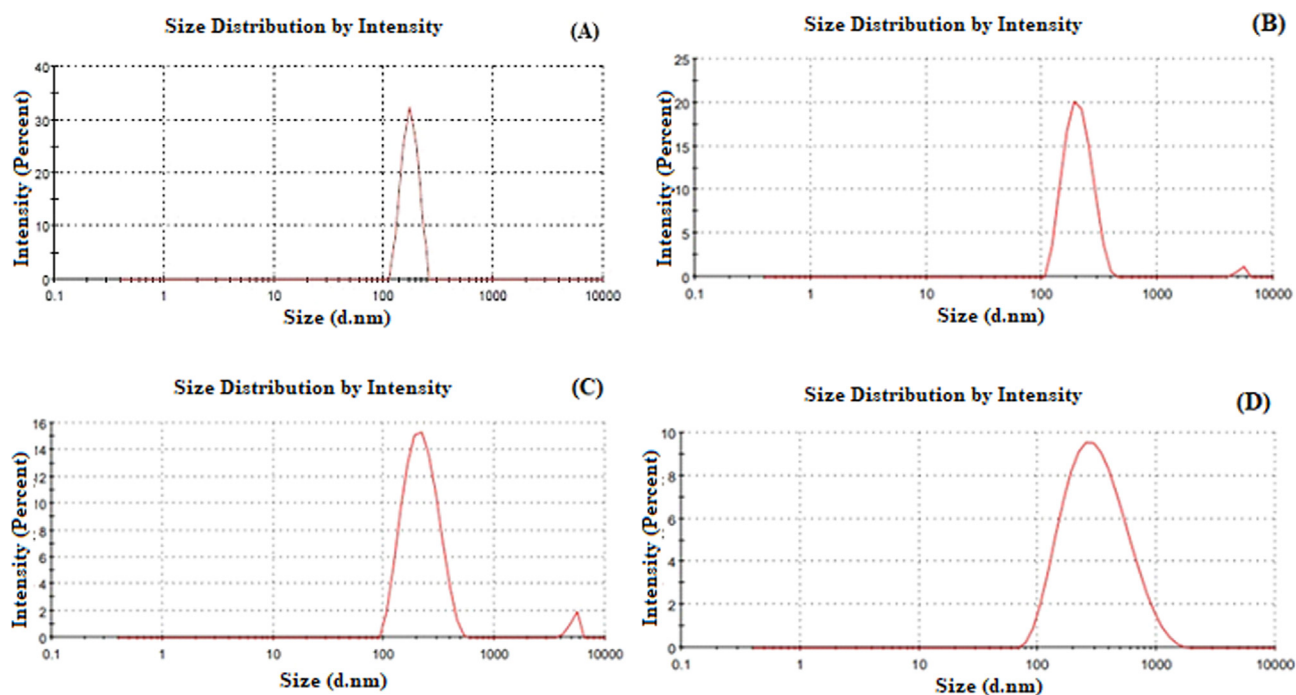 Size Distribution by Intensity (A)
Intensity (Percent)
40
30
20
10
0
0.1 1 10 100 1000 10000
Size (d.nm)
Size Distribution by Intensity (B)
Intensity (Percent)
25
20
15
10
5
0
0.1 1 10 100 1000 10000
Size (d.nm)
Size Distribution by Intensity (C)
Intensity (Percent)
16
14
12
10
8
6
4
2
0
0.1 1 10 100 1000 10000
Size (d.nm)
Size Distribution by Intensity (D)
Intensity (Percent)
10
8
6
4
2
0
0.1 1 10 100 1000 10000
Size (d.nm)